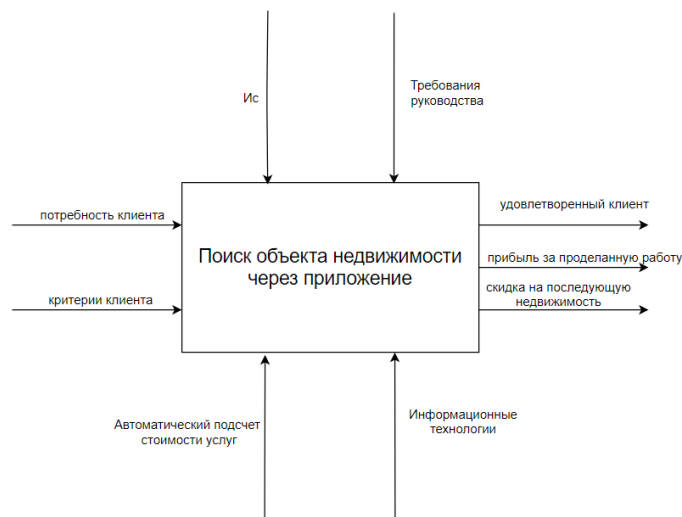 Ис
Требования
руководства
потребность клиента
критерии клиента
Поиск объекта недвижимости
через приложение
удовлетворенный клиент
прибыль за проделанную работу
скидка на последующую
недвижимость
Автоматический подсчет
стоимости услуг
Информационные
технологии